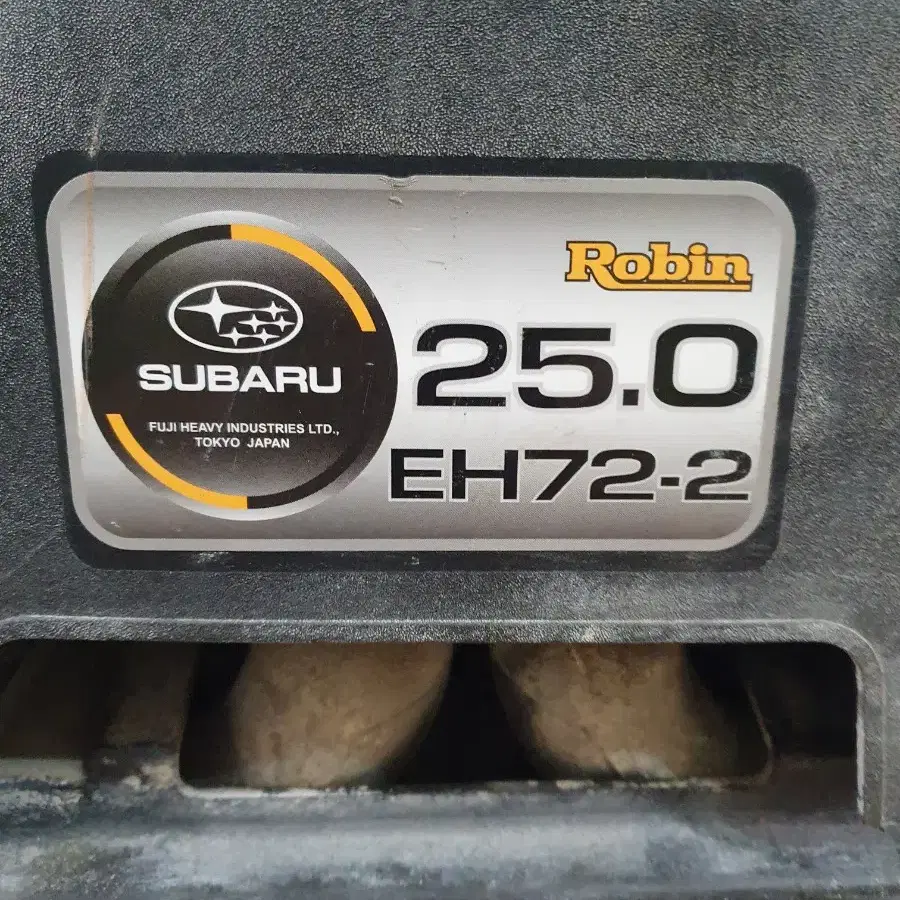 SUBARU
FUJI HEAVY INDUSTRIES LTD.,
TOKYO JAPAN
Robin
25.0
EH72-2